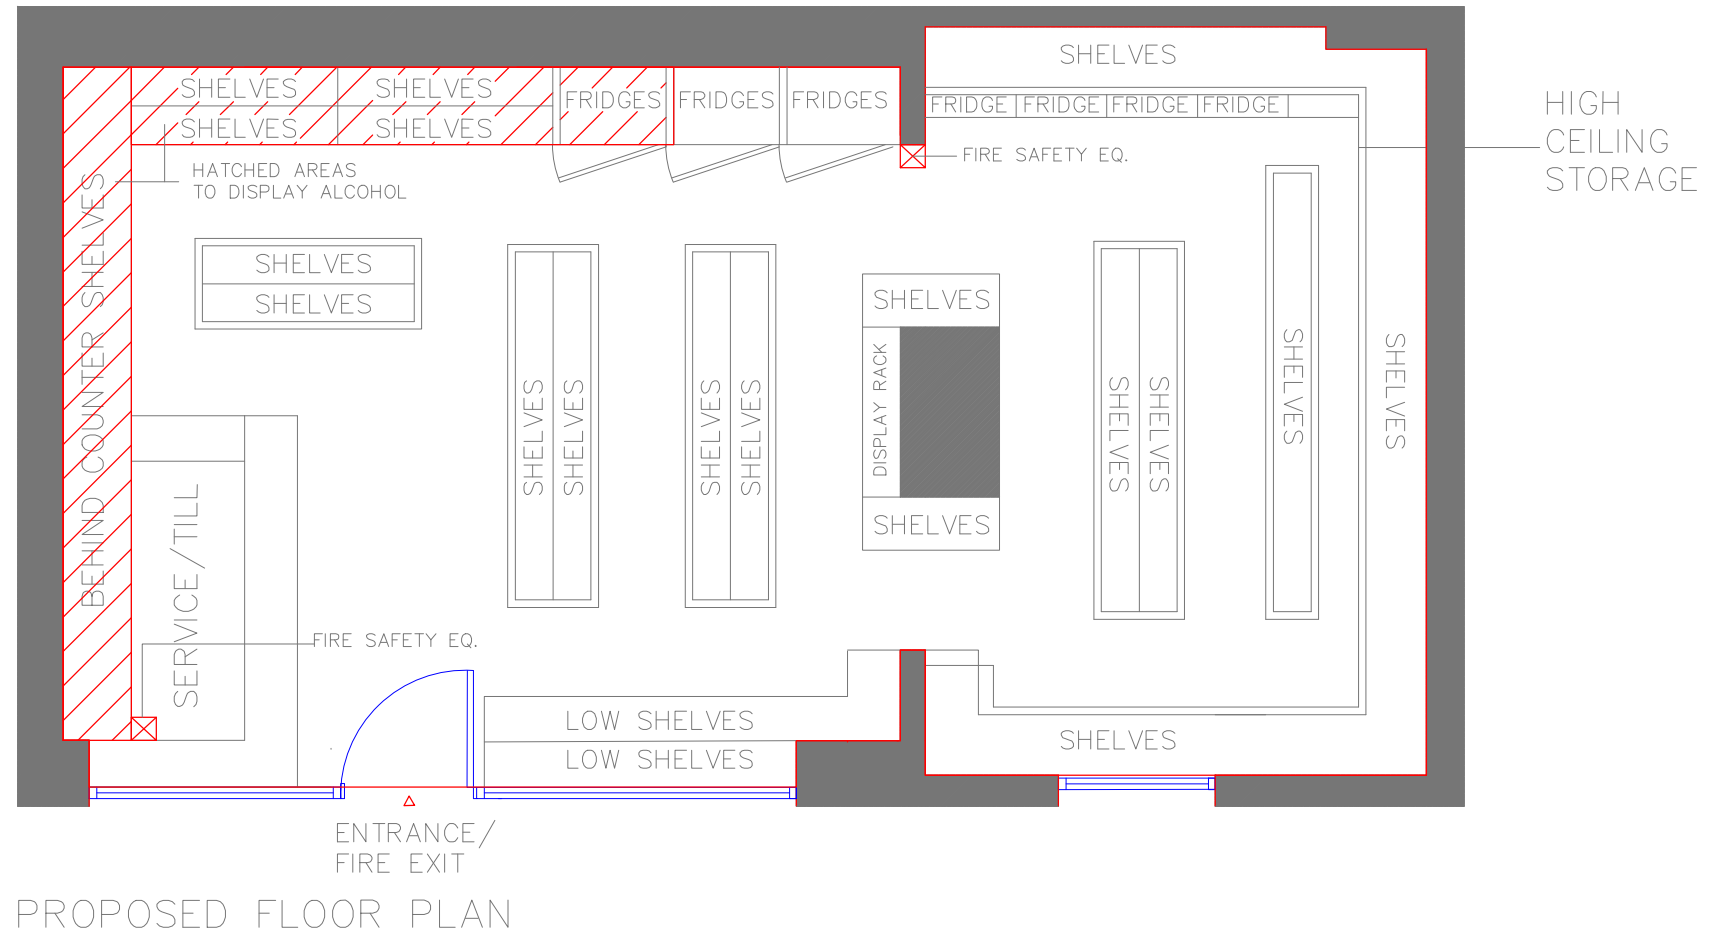 SHELVES
HIGH
CEILING
STORAGE
SHELVES
SHELVES
SHELVES
SHELVES
FRIDGES
FRIDGES
FRIDGES
FRIDGE
FRIDGE
FRIDGE
FRIDGE
FIRE SAFETY EQ.
HATCHED AREAS
TO DISPLAY ALCOHOL
BEHIND COUNTER SHELVES
SHELVES
SHELVES
SHELVES
SHELVES
SHELVES
SHELVES
SHELVES
DISPLAY RACK
SHELVES
SHELVES
SHELVES
SHELVES
SHELVES
SERVICE/TILL
FIRE SAFETY EQ.
LOW SHELVES
LOW SHELVES
SHELVES
ENTRANCE/
FIRE EXIT
PROPOSED FLOOR PLAN